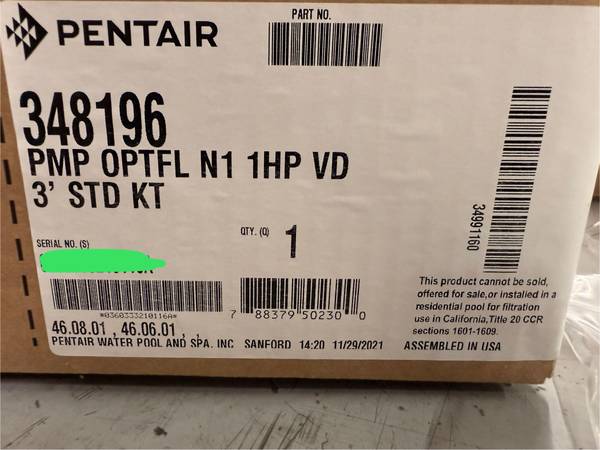 PENTAIR
PART NO.
348196
PMP OPTFL N1 1HP VD
3' STD KT
SERIAL NO. (S)
QTY. (Q) 1
34991160
*0360333210116A*
7 88379 50230 0
46.08.01 , 46.06.01 , ,
PENTAIR WATER POOL AND SPA. INC SANFORD 14:20 11/29/2021
This product cannot be sold,
offered for sale,or installed in a
residential pool for filtration
use in California,Title 20 CCR
sections 1601-1609.
ASSEMBLED IN USA